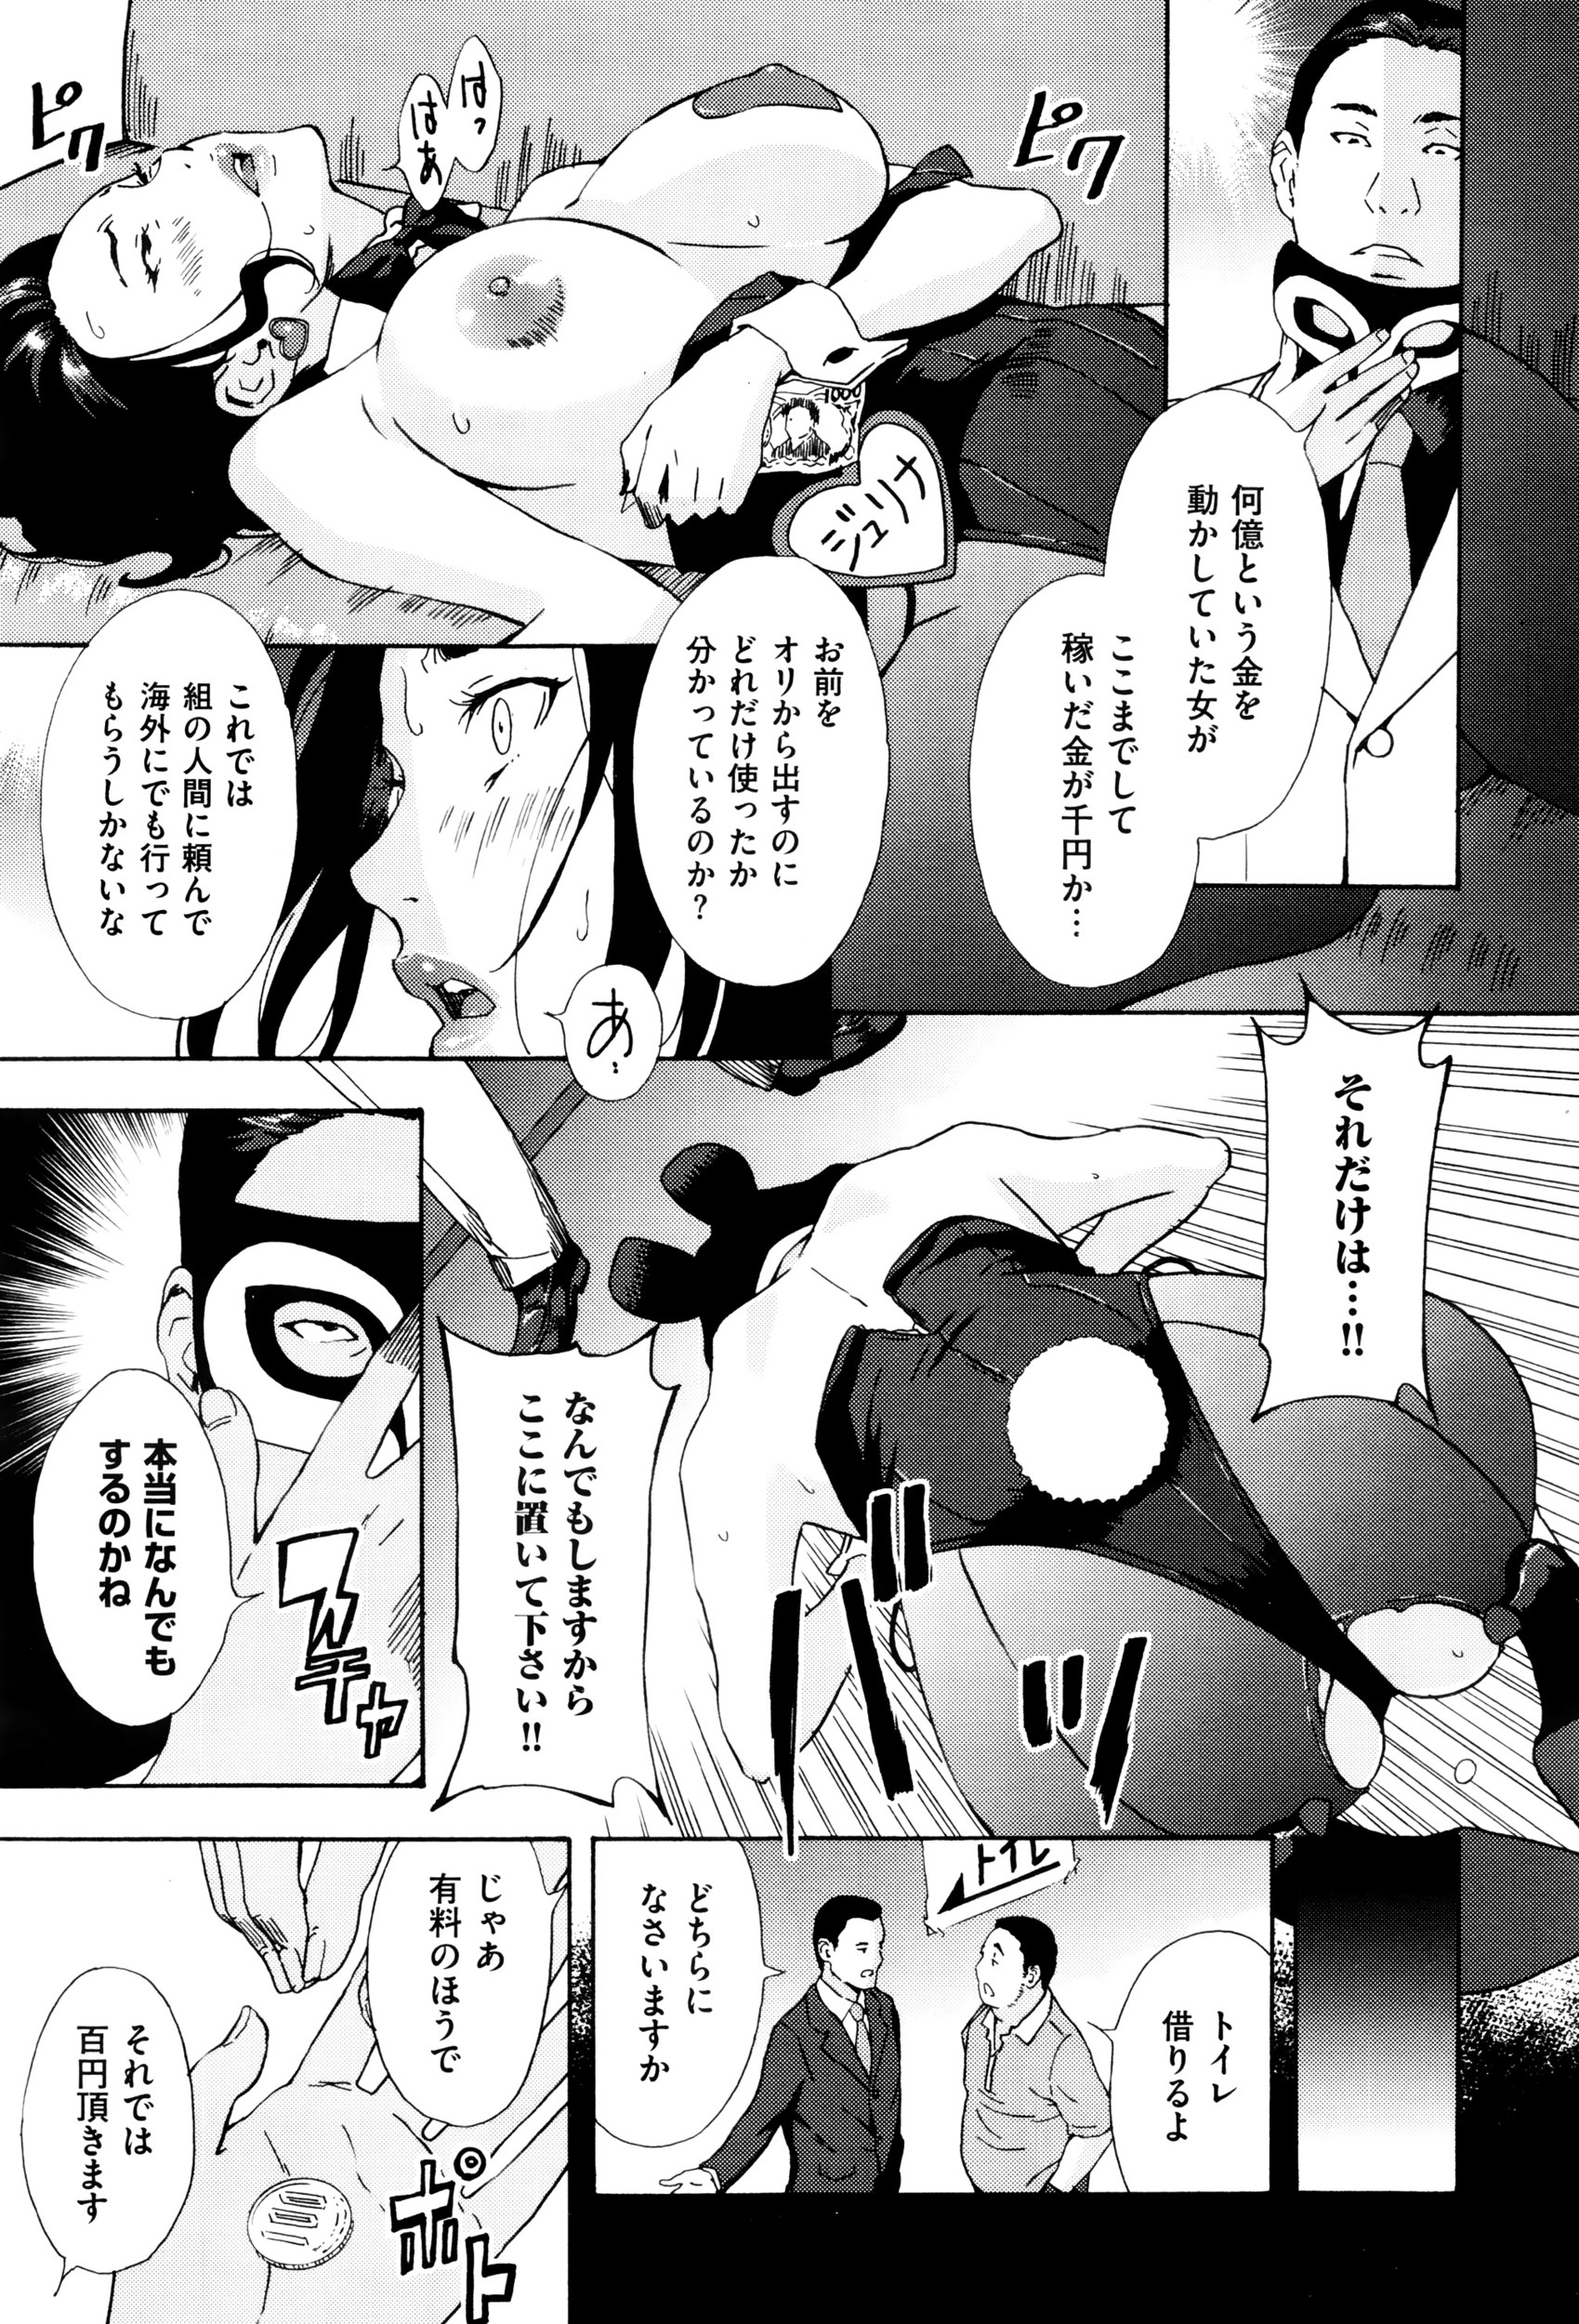 何億という金を
動かしていた女が
ここまでして
稼いだ金が千円か…
ピク
はっ
はぁ
ピク
1000
ジュリナ
お前を
オリから出すのに
どれだけ使ったか
分かっているのか?
あ…
これでは
組の人間に頼んで
海外にでも行って
もらうしかないな
それだけは…!!
なんでもしますから
ここに置いて下さい!!
本当になんでも
するのかね
トイレ
借りるよ
トイレ
どちらに
なさいますか
じゃあ
有料のほうで
ポト
それでは
百円頂きます